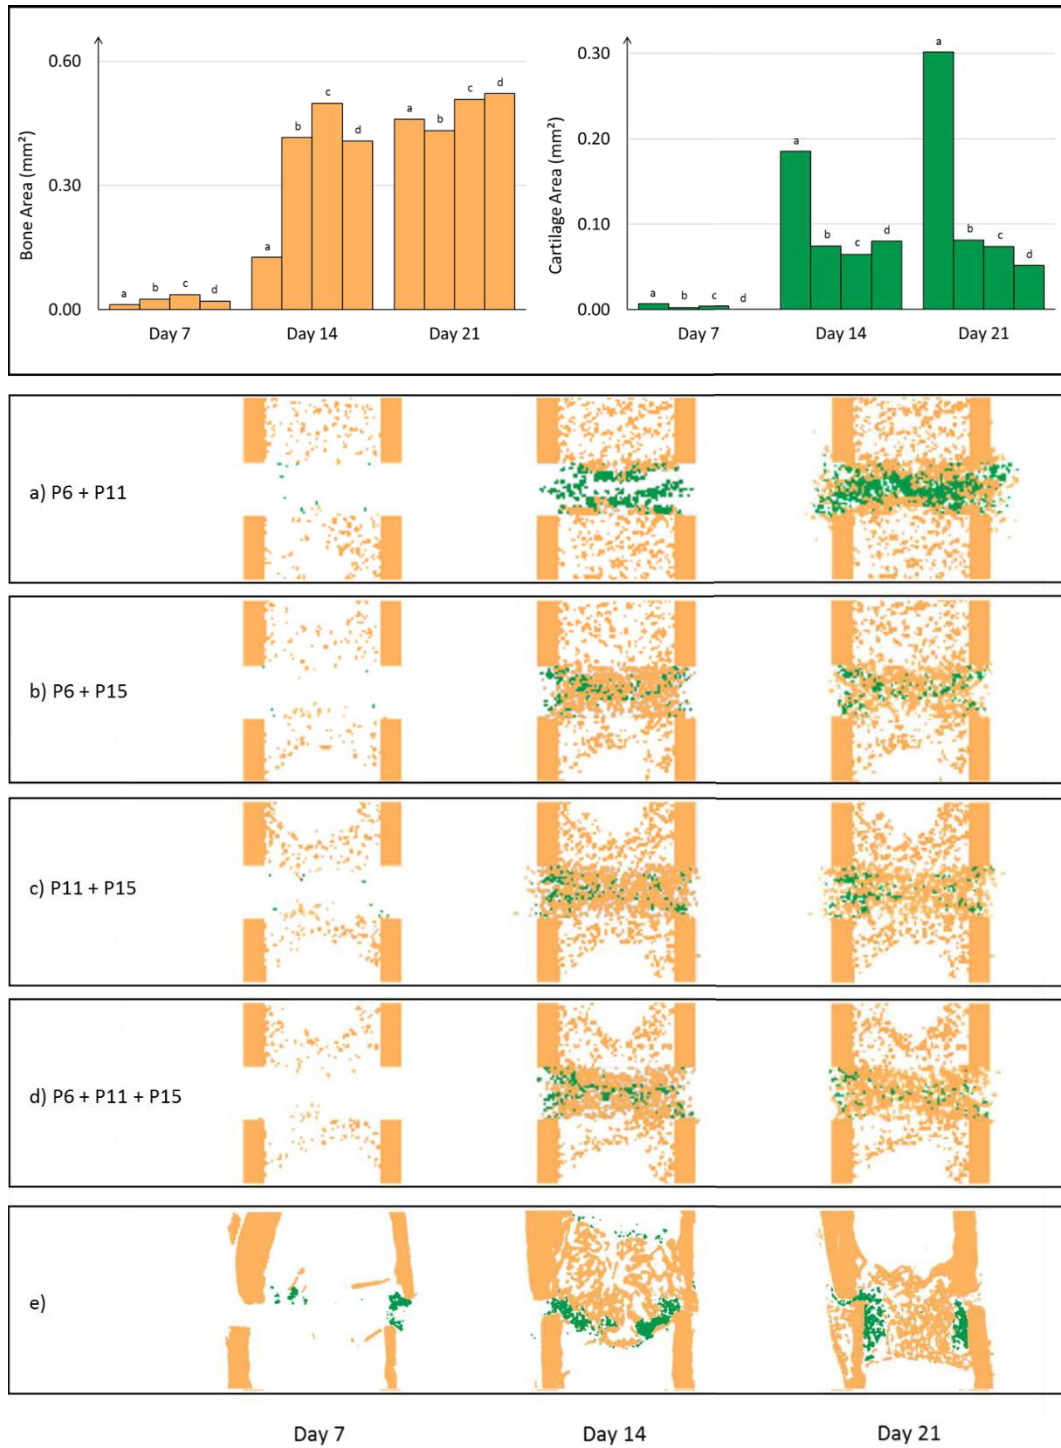 Bone Area (mm²)
0.60
0.30
0.00
a b c d
a b c d
a b c d
Day 7 Day 14 Day 21
Cartilage Area (mm²)
0.30
0.20
0.10
0.00
a b c d
a b c d
a b c d
Day 7 Day 14 Day 21
a) P6 + P11
b) P6 + P15
c) P11 + P15
d) P6 + P11 + P15
e)
Day 7 Day 14 Day 21